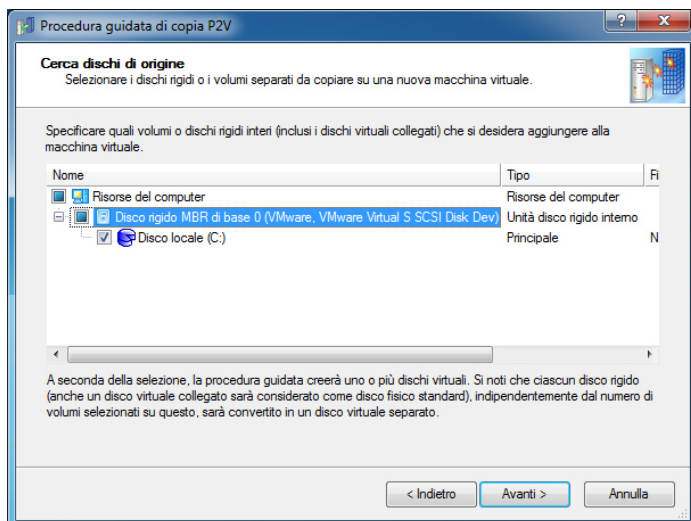 Procedura guidata di copia P2V
Cerca dischi di origine
Selezionare i dischi rigidi o i volumi separati da copiare su una nuova macchina virtuale.
Specificare quali volumi o dischi rigidi interi (inclusi i dischi virtuali collegati) che si desidera aggiungere alla
macchina virtuale.
Nome Tipo Fi
Risorse del computer Risorse del computer
Disco rigido MBR di base 0 (VMware, VMware Virtual S SCSI Disk Dev) Unità disco rigido interno
Disco locale (C:) Principale N
A seconda della selezione, la procedura guidata creerà uno o più dischi virtuali. Si noti che ciascun disco rigido
(anche un disco virtuale collegato sarà considerato come disco fisico standard), indipendentemente dal numero di
volumi selezionati su questo, sarà convertito in un disco virtuale separato.
< Indietro Avanti > Annulla